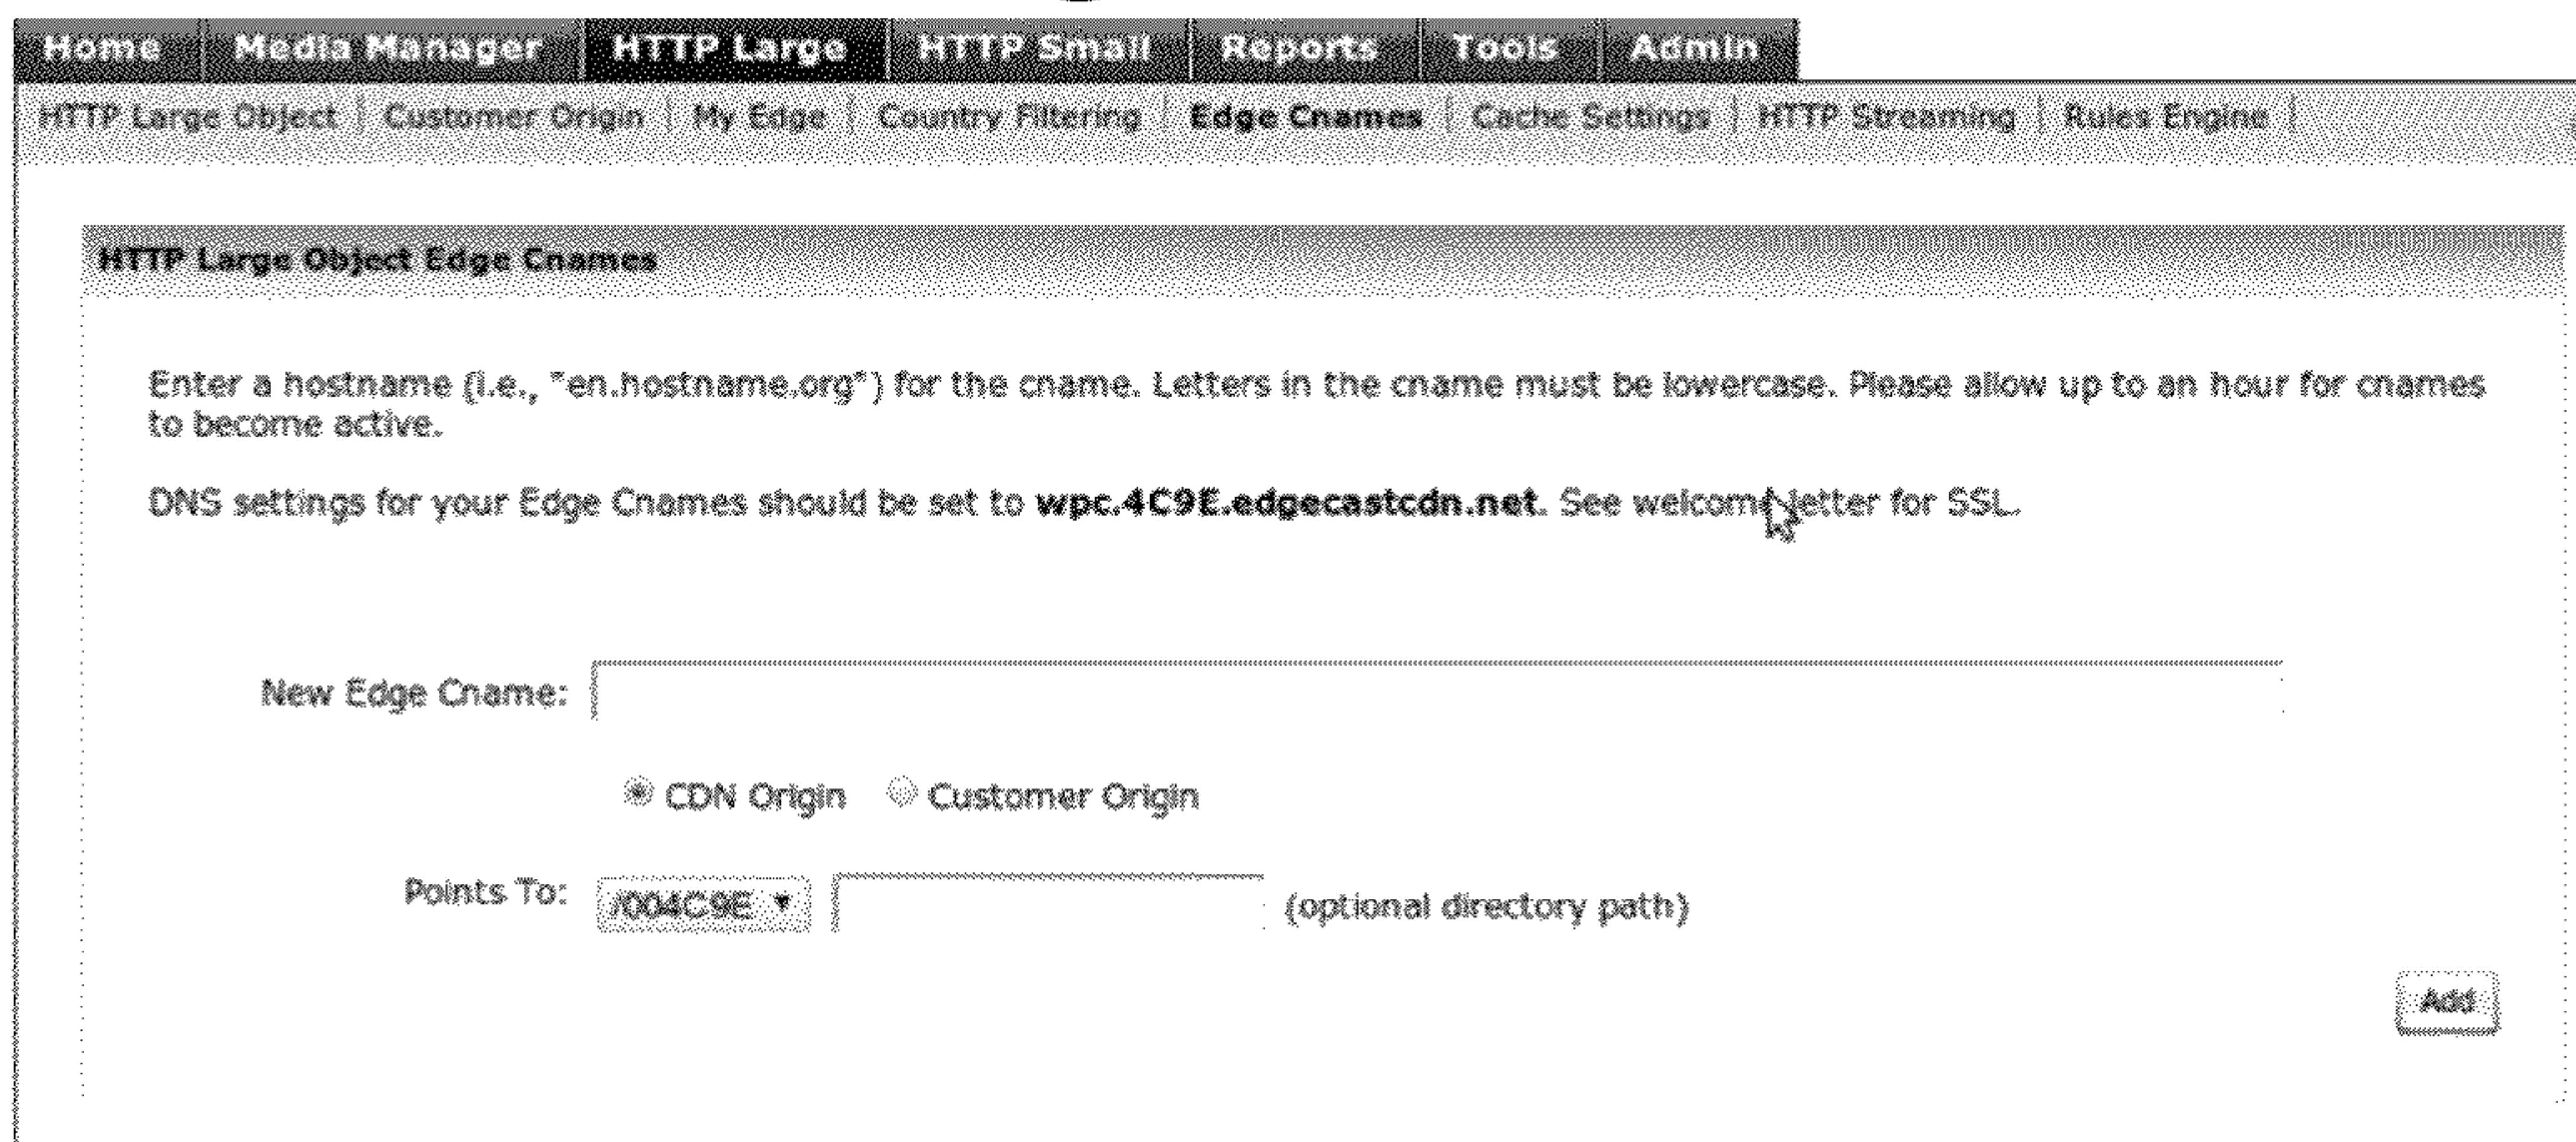 Home Media Manager HTTP Large HTTP Small Reports Tools Admin
HTTP Large Object | Customer Origin | My Edge | Country Filtering | Edge Cnames | Cache Settings | HTTP Streaming | Rules Engine |
HTTP Large Object Edge Cnames
Enter a hostname (i.e., "en.hostname.org") for the cname. Letters in the cname must be lowercase. Please allow up to an hour for cnames
to become active.
DNS settings for your Edge Cnames should be set to wpc.4C9E.edgecastcdn.net. See welcome letter for SSL.
New Edge Cname:
CDN Origin Customer Origin
Points To: /004C9E (optional directory path)
Add